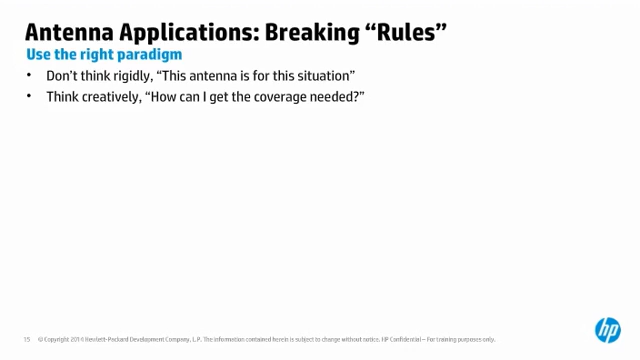 Antenna Applications: Breaking “Rules”
Use the right paradigm
• Don’t think rigidly, “This antenna is for this situation”
• Think creatively, “How can I get the coverage needed?”
15 © Copyright 2014 Hewlett-Packard Development Company, L.P. The information contained herein is subject to change without notice. HP Confidential – For training purposes only.
hp